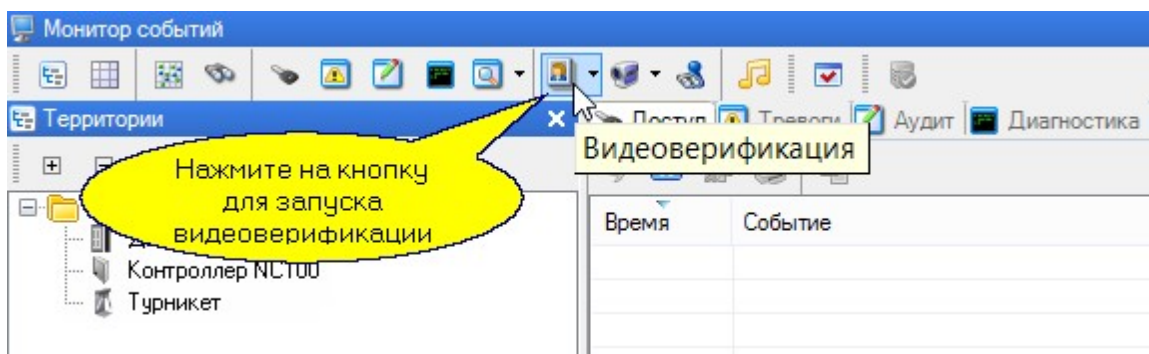 Монитор событий
Территории
Доступ Тревоги Аудит Диагностика
Видеоверификация
Нажмите на кнопку
для запуска
видеоверификации
Время Событие
Контроллер NC100
Турникет